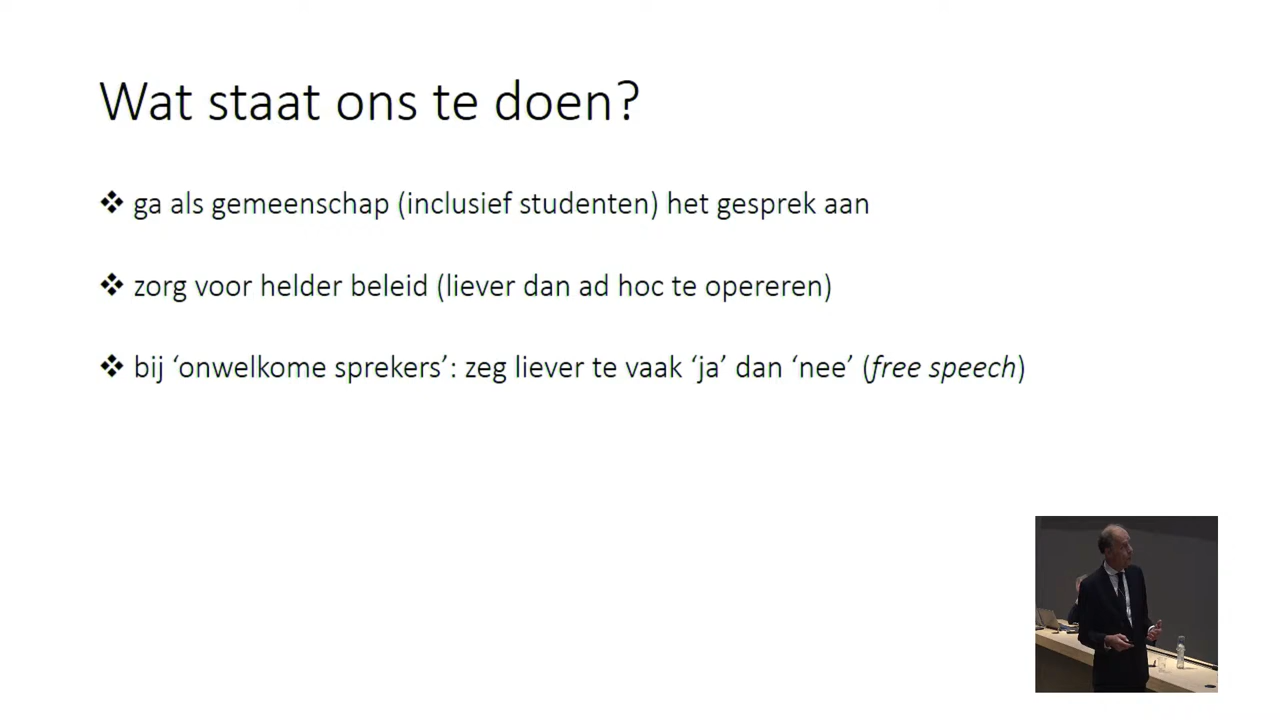 Wat staat ons te doen?
❖ ga als gemeenschap (inclusief studenten) het gesprek aan
❖ zorg voor helder beleid (liever dan ad hoc te opereren)
❖ bij ‘onwelkome sprekers’: zeg liever te vaak ‘ja’ dan ‘nee’ (free speech)